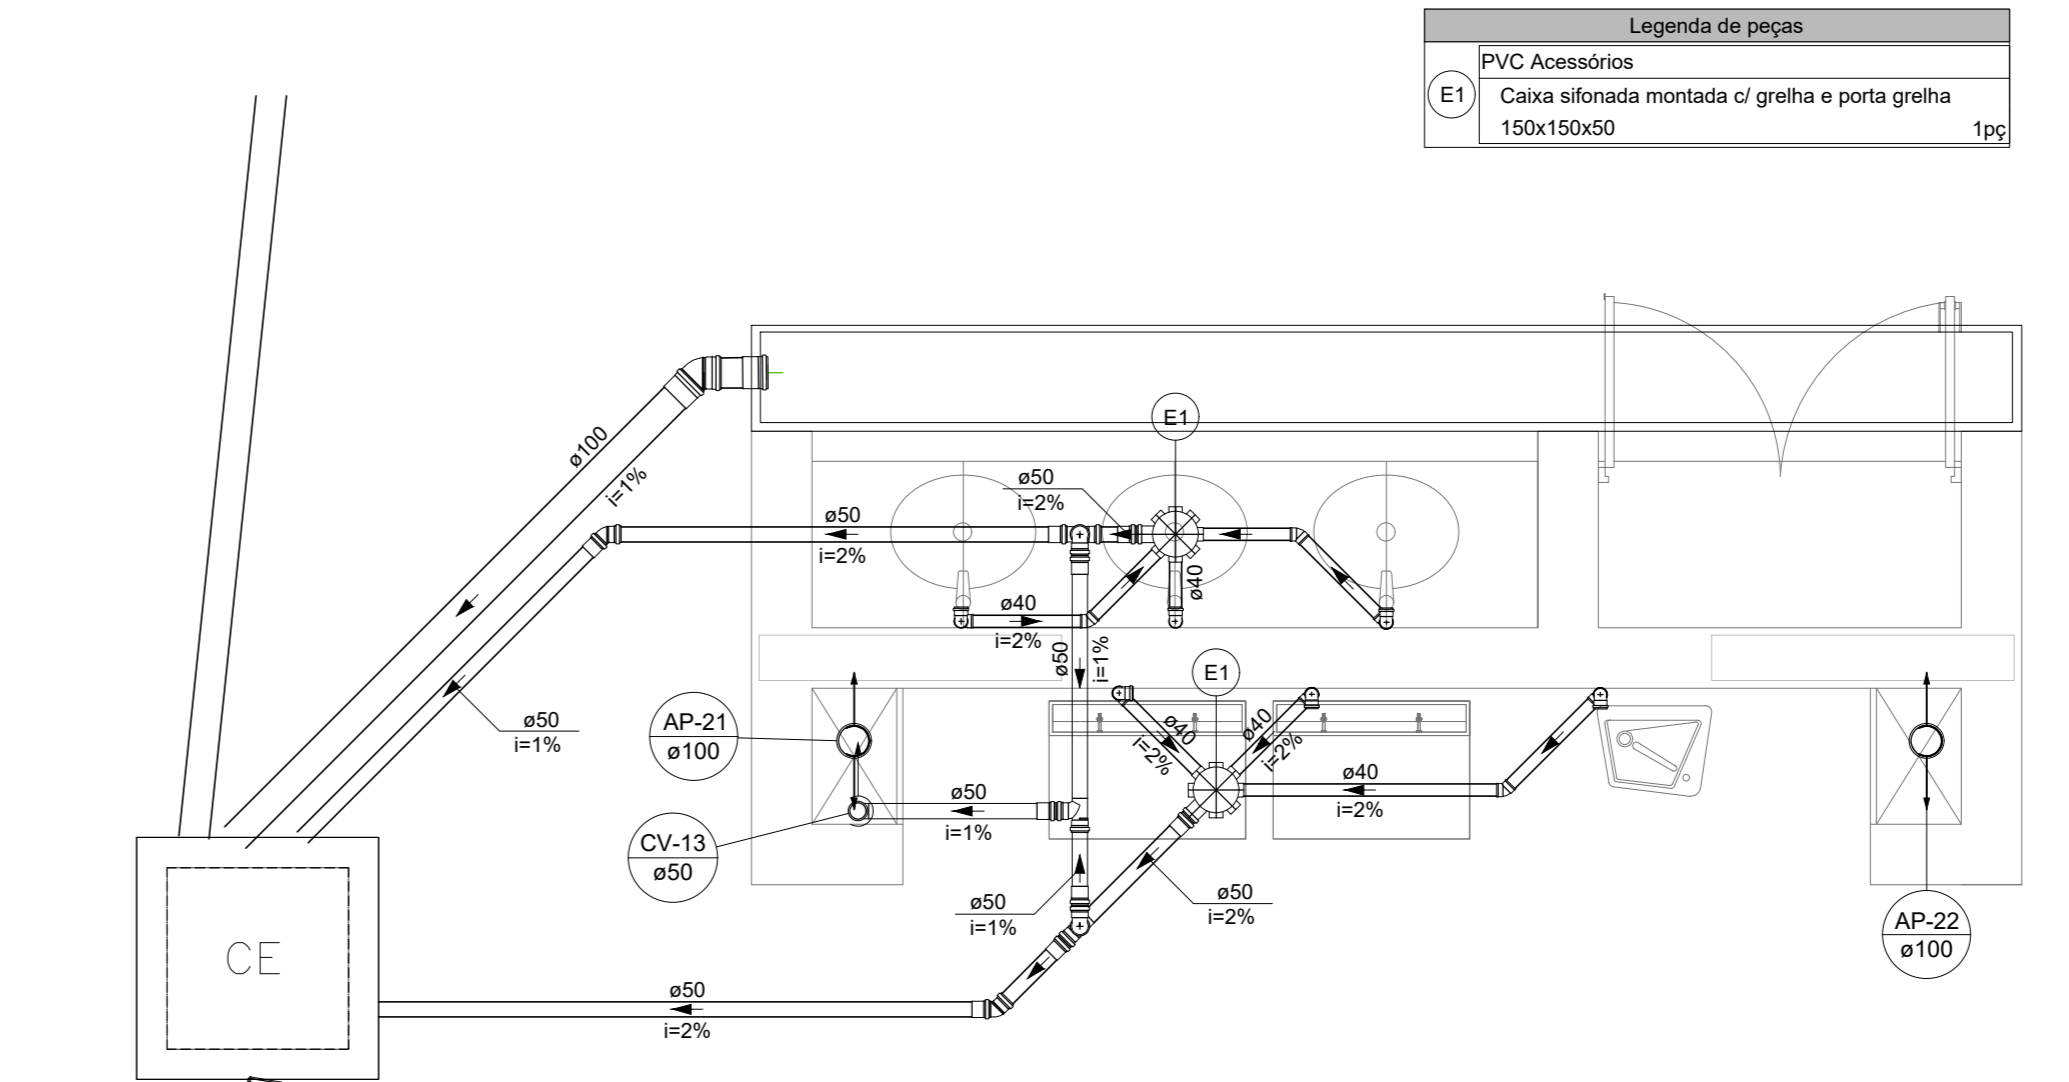 Legenda de peças
PVC Acessórios
E1
Caixa sifonada montada c/ grelha e porta grelha
150x150x50
1pç
E1
ø100
i=1%
ø50
i=2%
ø50
i=2%
ø40
ø40
i=2%
ø50
i=1%
E1
AP-21
ø100
ø50
i=1%
ø40
i=2%
ø40
i=2%
ø40
i=2%
ø50
i=1%
CV-13
ø50
ø50
i=1%
ø50
i=2%
AP-22
ø100
CE
ø50
i=2%